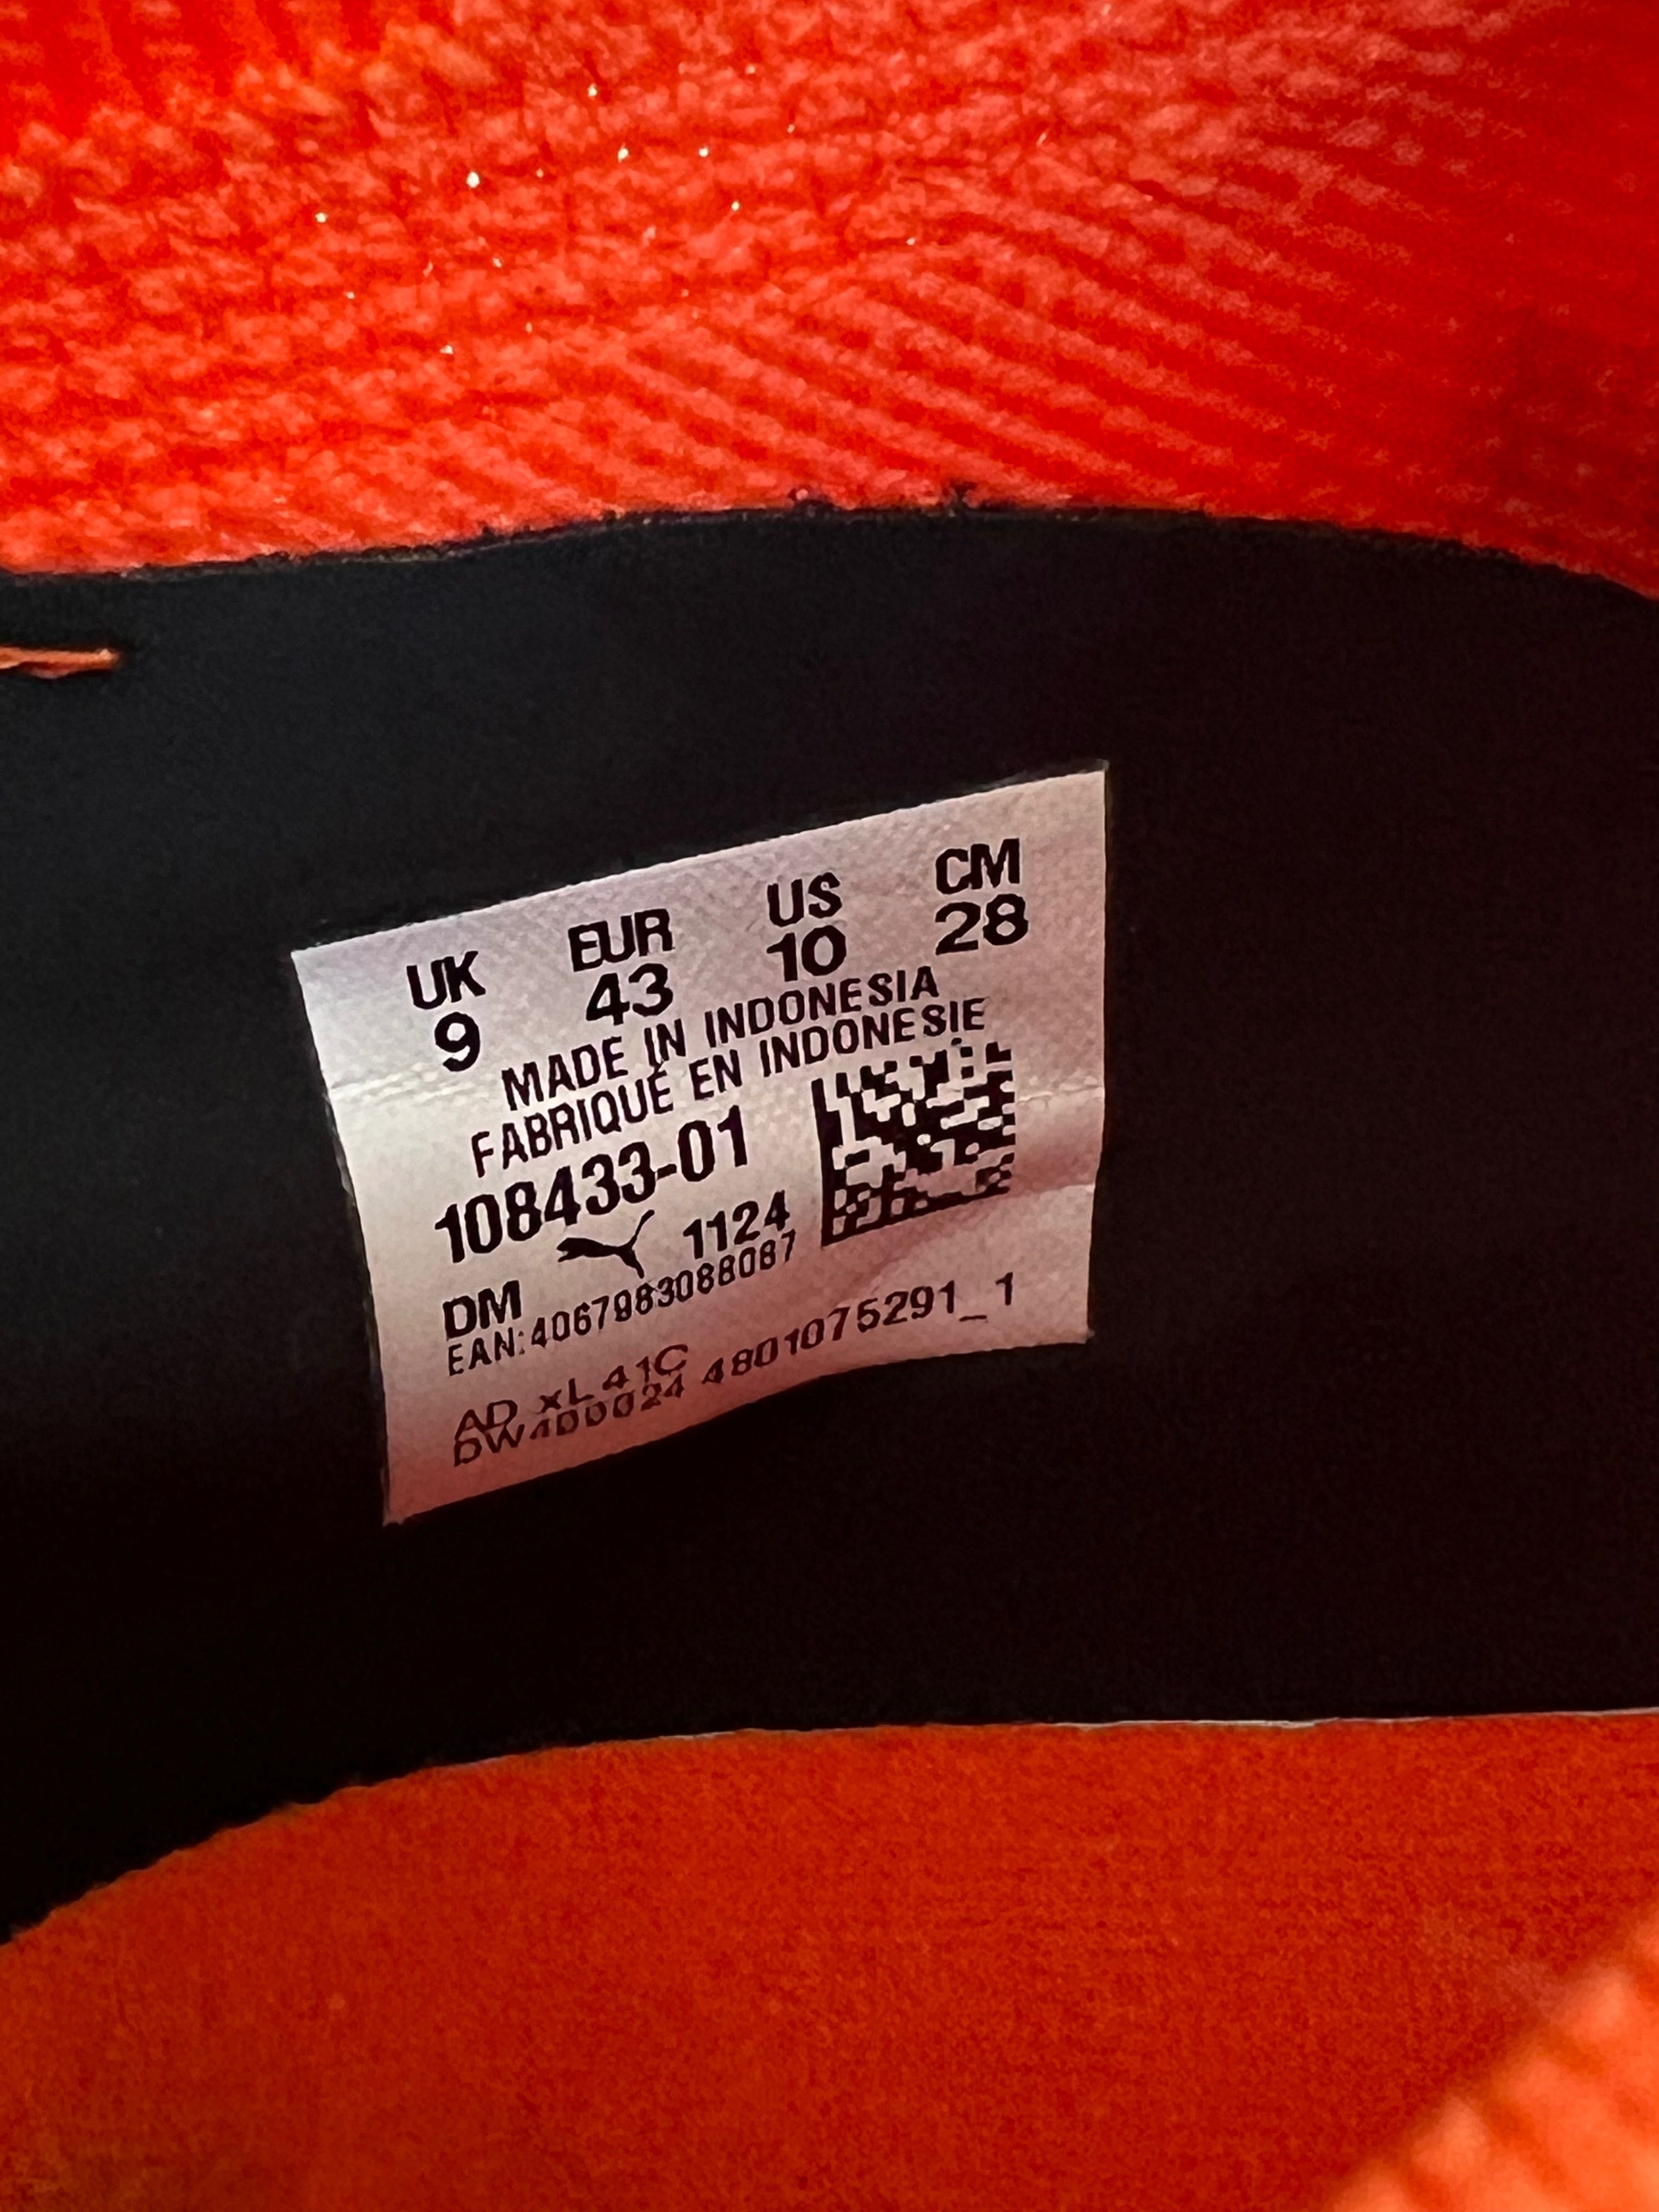 UK EUR US CM
9 43 10 28
MADE IN INDONESIA
FABRIQUÉ EN INDONESIE
108433-01
DM 1124
EAN:4067983088087
AD xL41C
DW400024 4801075291_1